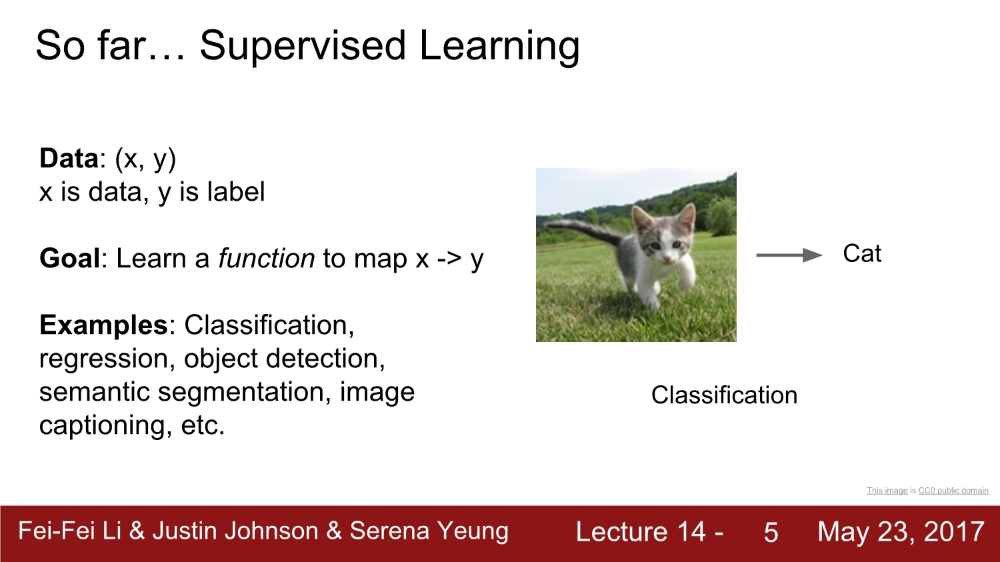 So far… Supervised Learning
Data: (x, y)
x is data, y is label
Goal: Learn a function to map x -> y
Examples: Classification,
regression, object detection,
semantic segmentation, image
captioning, etc.
Cat
Classification
This image is CC0 public domain
Fei-Fei Li & Justin Johnson & Serena Yeung
Lecture 14 - 5
May 23, 2017